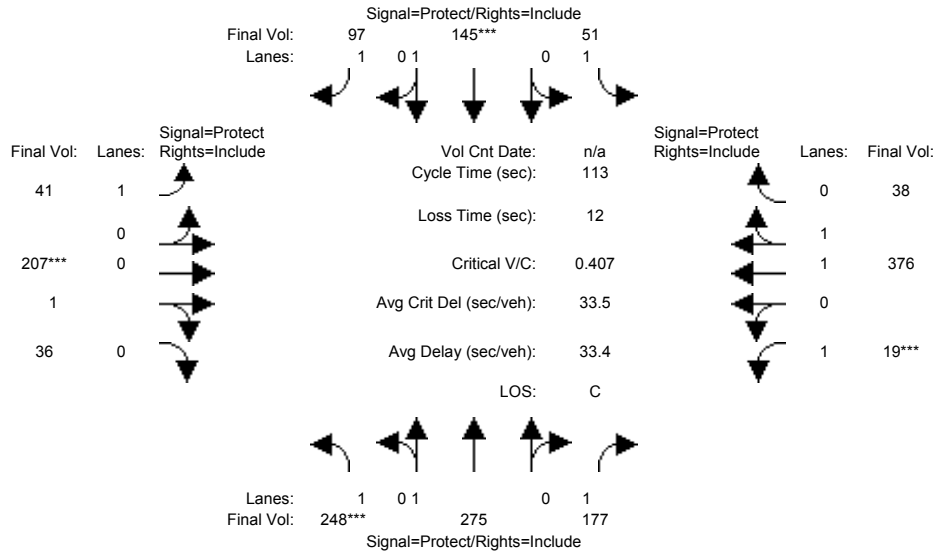 Signal=Protect/Rights=Include
Final Vol: 97 145*** 51
Lanes: 1 0 1 0 1
Signal=Protect
Final Vol: Lanes: Rights=Include
Vol Cnt Date: n/a
Signal=Protect
Rights=Include Lanes: Final Vol:
Cycle Time (sec): 113
41 1
0 38
Loss Time (sec): 12
0
1
207*** 0
Critical V/C: 0.407
1 376
1
Avg Crit Del (sec/veh): 33.5
0
36 0
Avg Delay (sec/veh): 33.4
1 19***
LOS: C
Lanes: 1 0 1 0 1
Final Vol: 248*** 275 177
Signal=Protect/Rights=Include